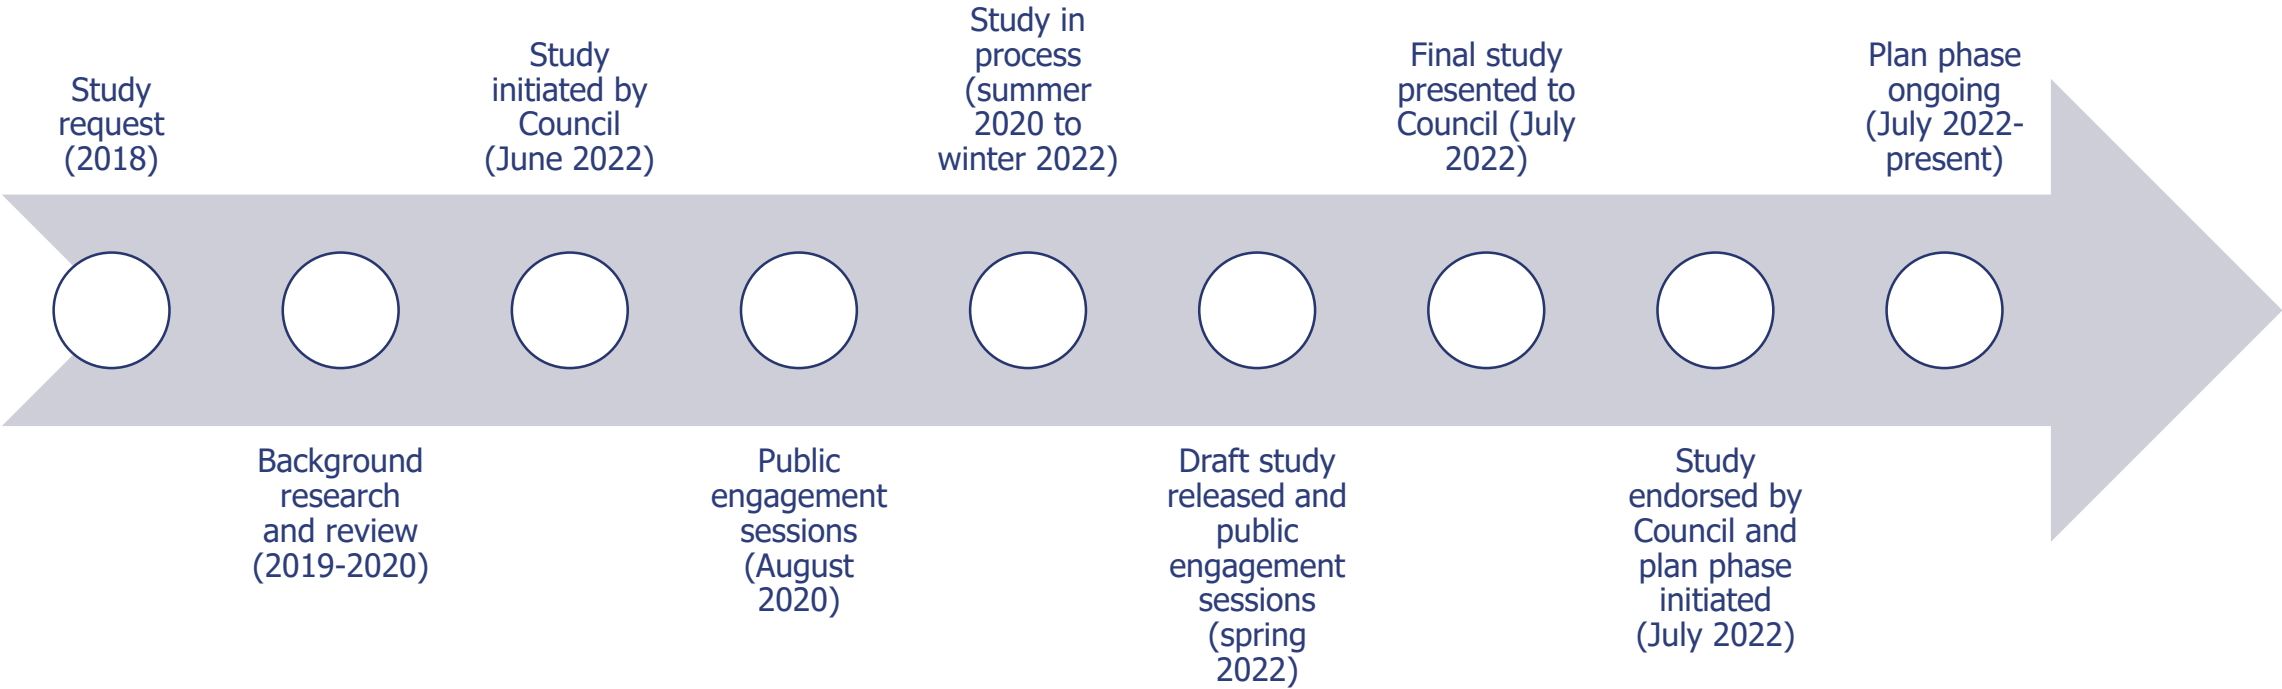 Study
request
(2018)
Background
research
and review
(2019-2020)
Study
initiated by
Council
(June 2022)
Public
engagement
sessions
(August
2020)
Study in
process
(summer
2020 to
winter 2022)
Draft study
released and
public
engagement
sessions
(spring
2022)
Final study
presented to
Council (July
2022)
Study
endorsed by
Council and
plan phase
initiated
(July 2022)
Plan phase
ongoing
(July 2022-
present)